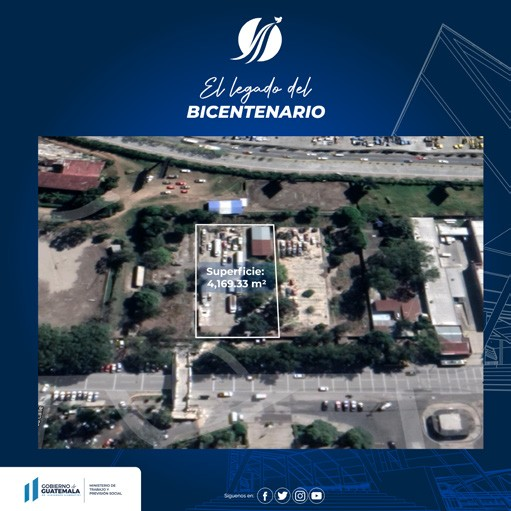 El legado del
BICENTENARIO
Superficie:
4,169.33 m²
GOBIERNO de
GUATEMALA
MINISTERIO DE
TRABAJO Y
PREVISIÓN SOCIAL
Síguenos en: